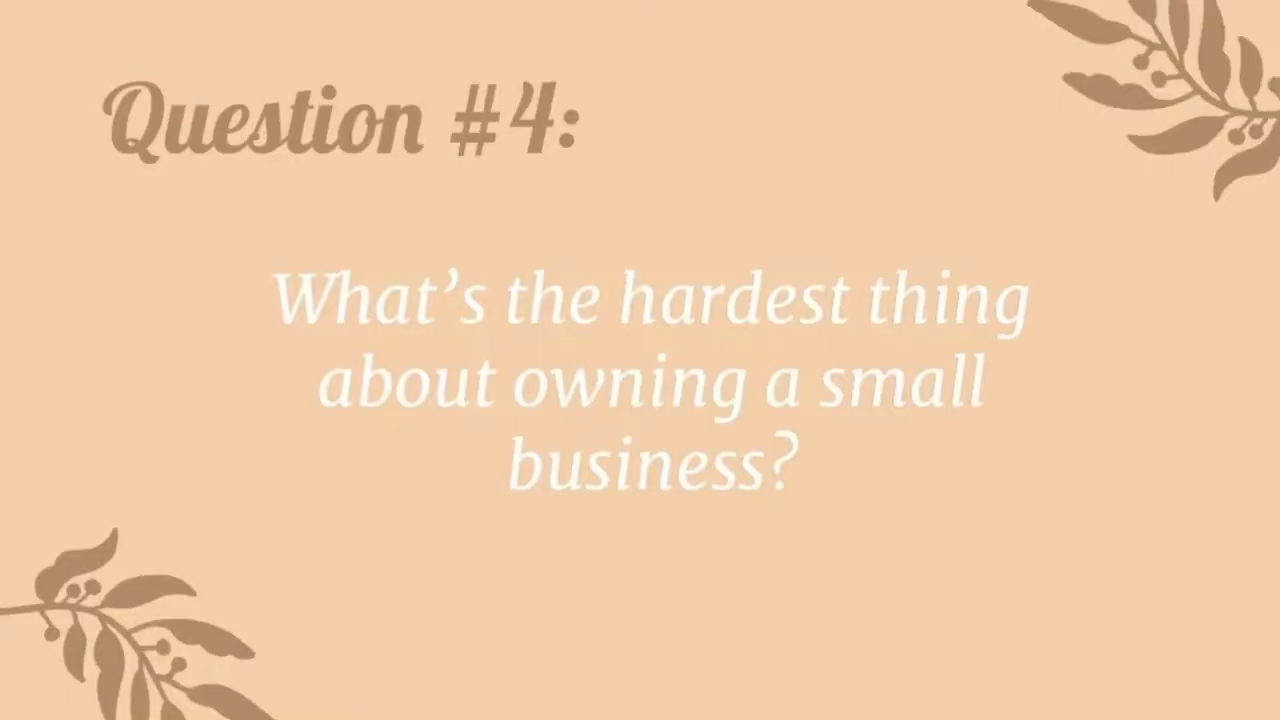 Question #4:
What’s the hardest thing
about owning a small
business?